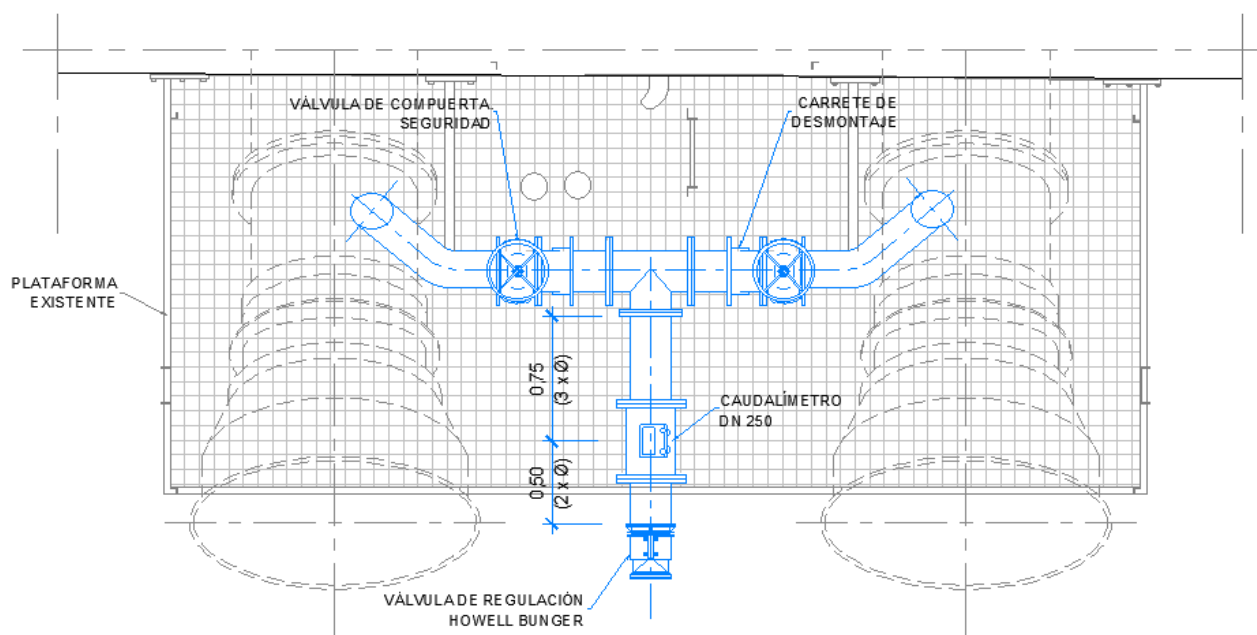 VÁLVULA DE COMPUERTA
SEGURIDAD
CARRETE DE
DESMONTAJE
PLATAFORMA
EXISTENTE
0,75
(3 x Ø)
CAUDALÍMETRO
DN 250
0,50
(2 x Ø)
VÁLVULA DE REGULACIÓN
HOWELL BUNGER